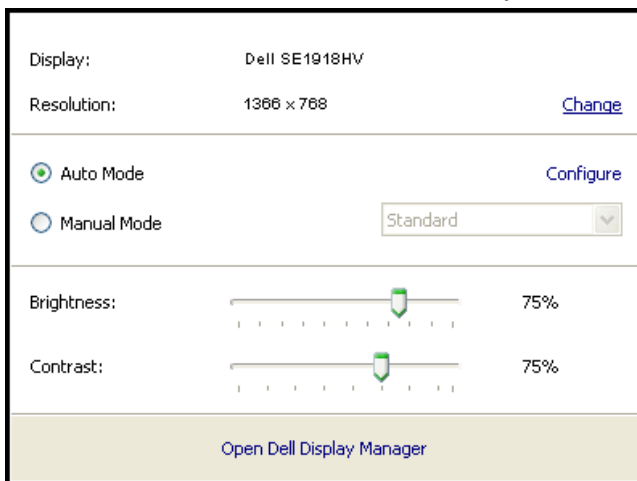 Display: Dell SE1918HV
Resolution: 1366 x 768 Change
Auto Mode Configure
Manual Mode Standard
Brightness: 75%
Contrast: 75%
Open Dell Display Manager